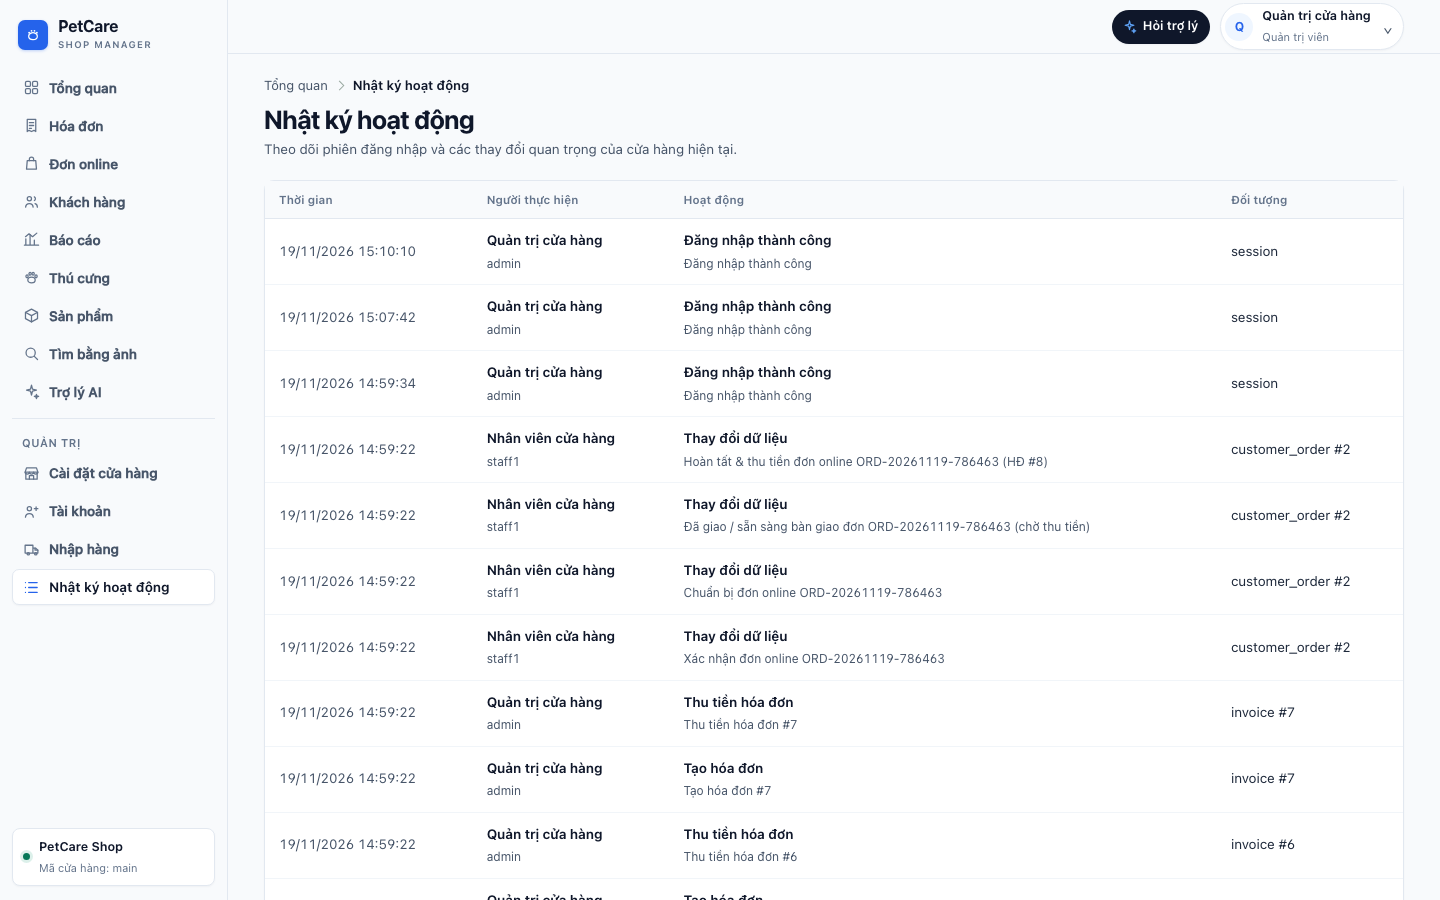 PetCare
SHOP MANAGER
Tổng quan
Hóa đơn
Đơn online
Khách hàng
Báo cáo
Thú cưng
Sản phẩm
Tìm bằng ảnh
Trợ lý AI
QUẢN TRỊ
Cài đặt cửa hàng
Tài khoản
Nhập hàng
Nhật ký hoạt động
PetCare Shop
Mã cửa hàng: main
Hỏi trợ lý
Q
Quản trị cửa hàng
Quản trị viên
Tổng quan > Nhật ký hoạt động
Nhật ký hoạt động
Theo dõi phiên đăng nhập và các thay đổi quan trọng của cửa hàng hiện tại.
Thời gian Người thực hiện Hoạt động Đối tượng
19/11/2026 15:10:10 Quản trị cửa hàng Đăng nhập thành công session
admin Đăng nhập thành công
19/11/2026 15:07:42 Quản trị cửa hàng Đăng nhập thành công session
admin Đăng nhập thành công
19/11/2026 14:59:34 Quản trị cửa hàng Đăng nhập thành công session
admin Đăng nhập thành công
19/11/2026 14:59:22 Nhân viên cửa hàng Thay đổi dữ liệu customer_order #2
staff1 Hoàn tất & thu tiền đơn online ORD-20261119-786463 (HĐ #8)
19/11/2026 14:59:22 Nhân viên cửa hàng Thay đổi dữ liệu customer_order #2
staff1 Đã giao / sẵn sàng bàn giao đơn ORD-20261119-786463 (chờ thu tiền)
19/11/2026 14:59:22 Nhân viên cửa hàng Thay đổi dữ liệu customer_order #2
staff1 Chuẩn bị đơn online ORD-20261119-786463
19/11/2026 14:59:22 Nhân viên cửa hàng Thay đổi dữ liệu customer_order #2
staff1 Xác nhận đơn online ORD-20261119-786463
19/11/2026 14:59:22 Quản trị cửa hàng Thu tiền hóa đơn invoice #7
admin Thu tiền hóa đơn #7
19/11/2026 14:59:22 Quản trị cửa hàng Tạo hóa đơn invoice #7
admin Tạo hóa đơn #7
19/11/2026 14:59:22 Quản trị cửa hàng Thu tiền hóa đơn invoice #6
admin Thu tiền hóa đơn #6
Quản trị cửa hàng Tạo hóa đơn